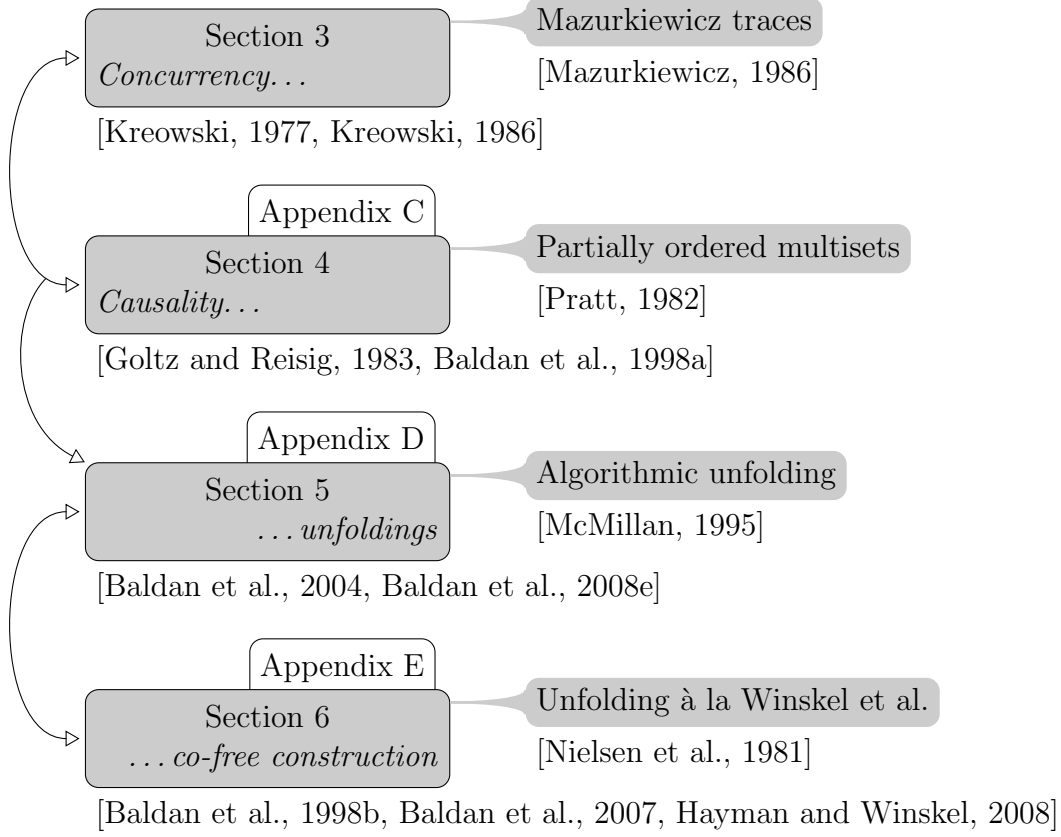 Section 3
Concurrency...
Mazurkiewicz traces
[Mazurkiewicz, 1986]
[Kreowski, 1977, Kreowski, 1986]
Appendix C
Section 4
Causality...
Partially ordered multisets
[Pratt, 1982]
[Goltz and Reisig, 1983, Baldan et al., 1998a]
Appendix D
Section 5
...unfoldings
Algorithmic unfolding
[McMillan, 1995]
[Baldan et al., 2004, Baldan et al., 2008e]
Appendix E
Section 6
...co-free construction
Unfolding à la Winskel et al.
[Nielsen et al., 1981]
[Baldan et al., 1998b, Baldan et al., 2007, Hayman and Winskel, 2008]